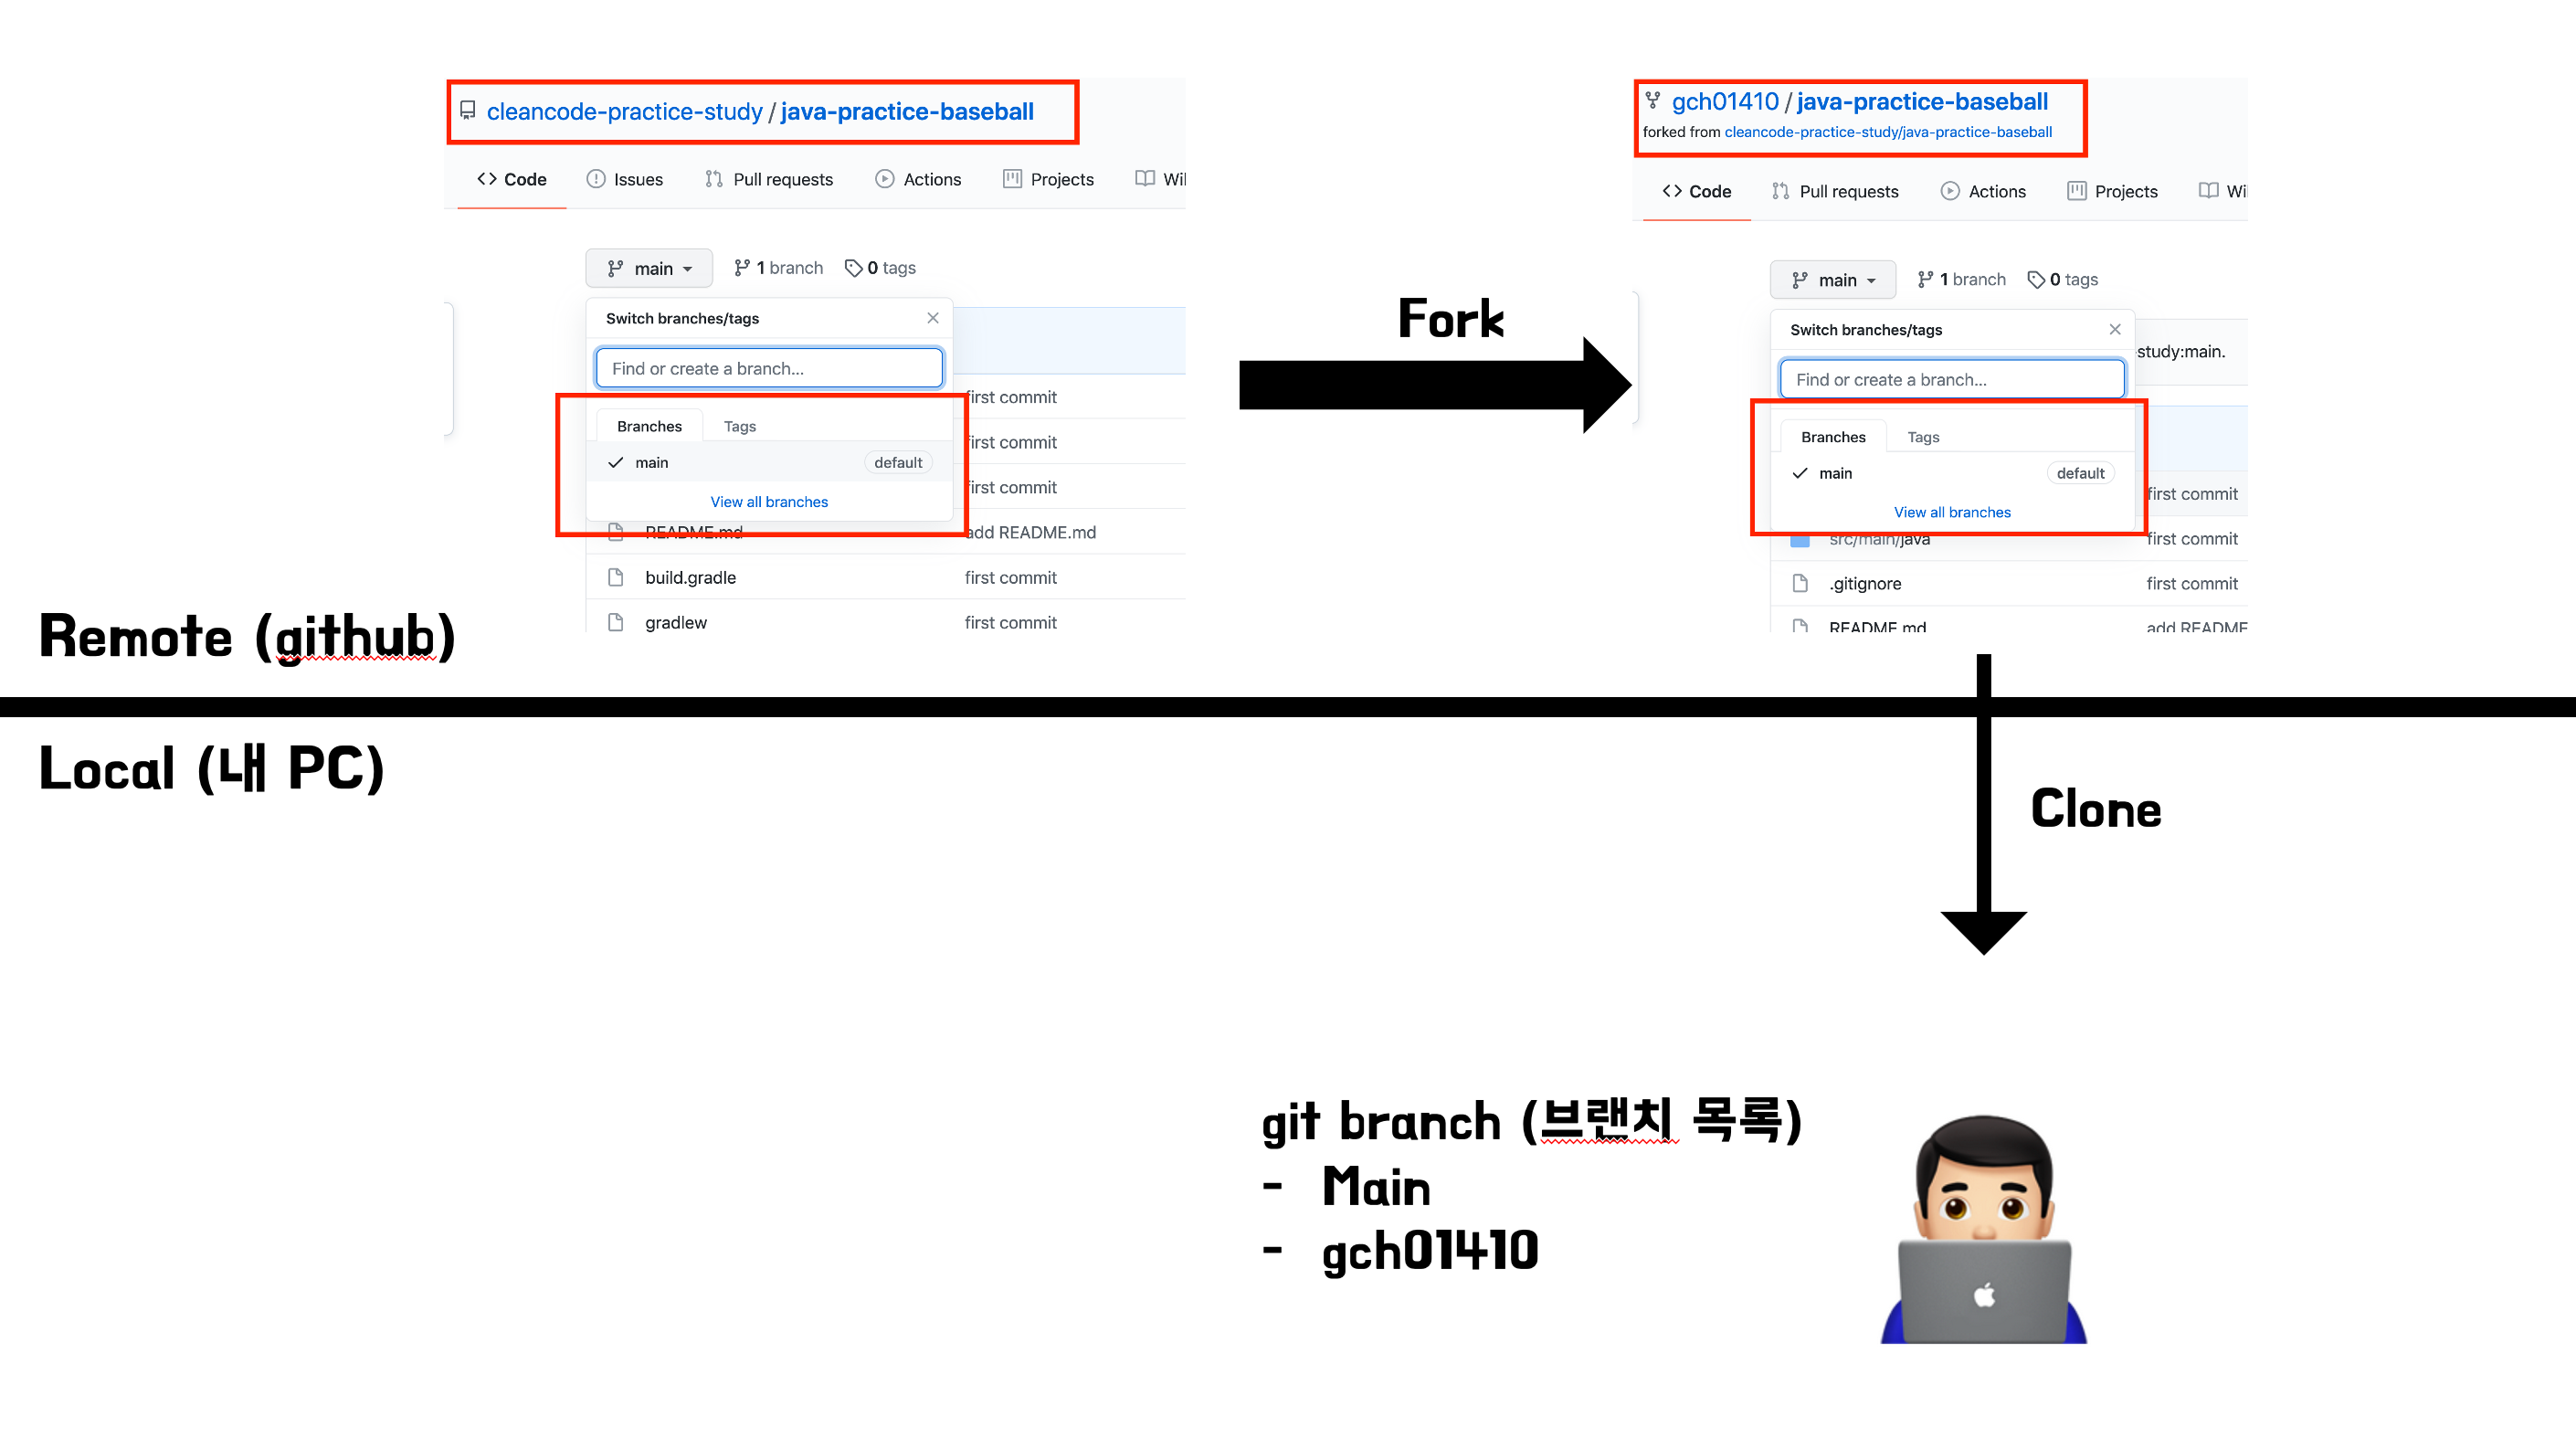 cleancode-practice-study / java-practice-baseball
Code Issues Pull requests Actions Projects
main 1 branch 0 tags
Switch branches/tags
Find or create a branch...
first commit
Branches Tags
first commit
main default
first commit
View all branches
README.md add README.md
build.gradle first commit
gradlew first commit
Fork
gch01410 / java-practice-baseball
forked from cleancode-practice-study/java-practice-baseball
Code Pull requests Actions Projects
main 1 branch 0 tags
Switch branches/tags
study:main.
Find or create a branch...
Branches Tags
main default
first commit
View all branches
src/main/java first commit
.gitignore first commit
README.md add README
Remote (github)
Local (내 PC)
Clone
git branch (브랜치 목록)
- Main
- gch01410